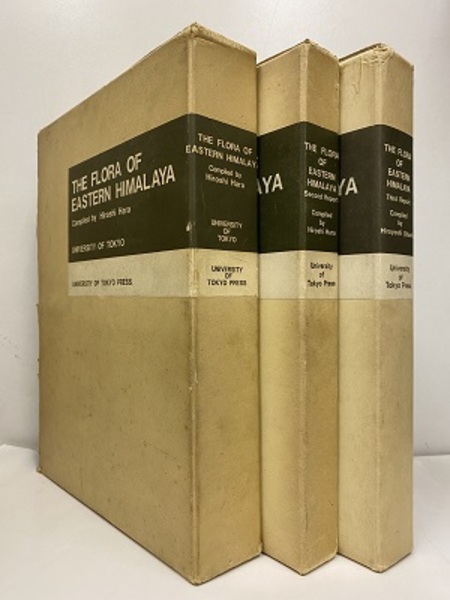 THE FLORA OF
EASTERN HIMALAYA
Compiled by Hiroshi Hara
UNIVERSITY OF TOKYO
UNIVERSITY OF TOKYO PRESS
THE FLORA OF
EASTERN HIMALAYA
Compiled by
Hiroshi Hara
UNIVERSITY
OF
TOKYO
UNIVERSITY
OF
TOKYO PRESS
YA
THE FLORA
OF
EASTERN
HIMALAYA
Second Report
Compiled
by
Hiroshi Hara
University
of
Tokyo Press
YA
THE FLORA
OF
EASTERN
HIMALAYA
Third Report
Compiled
by
Hiroyoshi
University
of
Tokyo Press